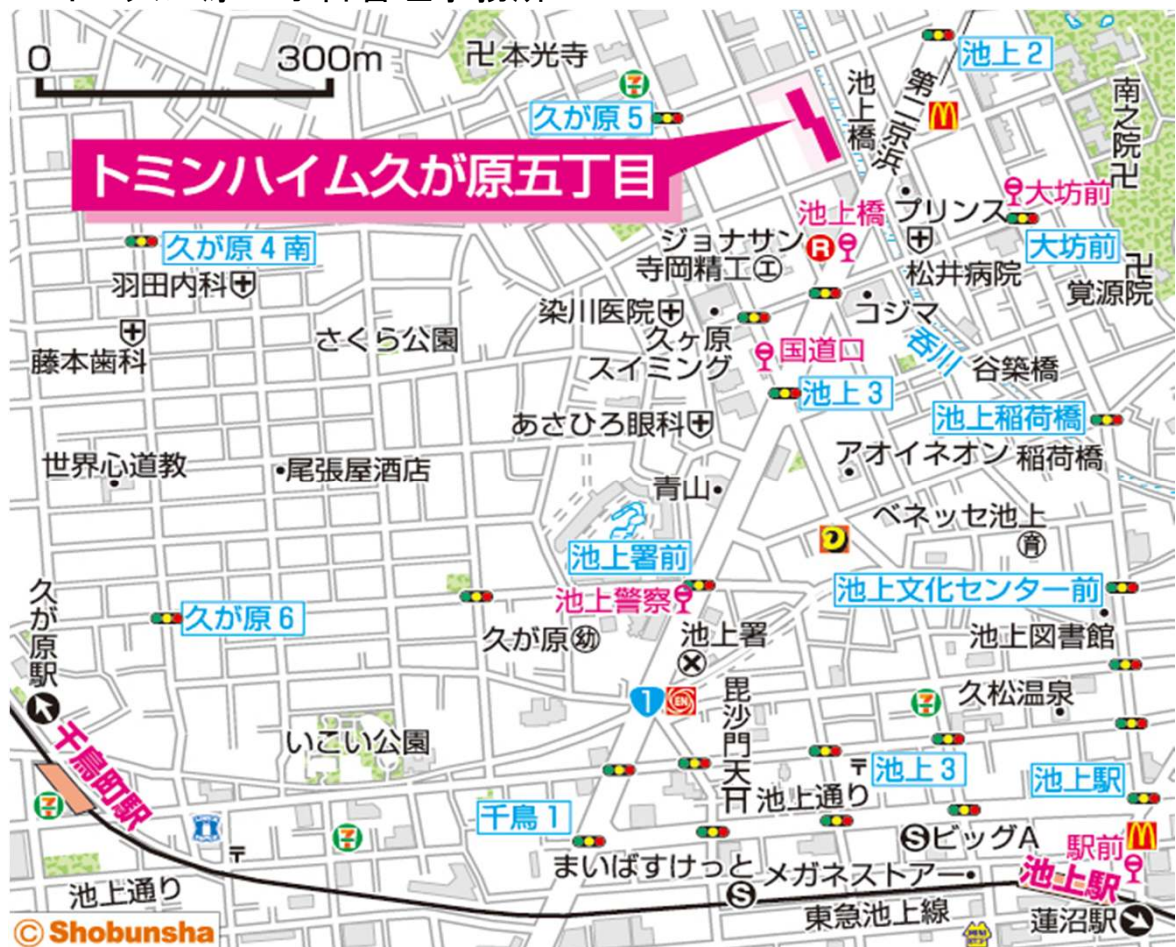 0 300m
卍本光寺
池上2
池上橋
第二京浜
南之院卍
久が原5
トミンハイム久が原五丁目
大坊前
池上橋
プリンス
大坊前
久が原4南
ジョナサン
寺岡精工工
松井病院
卍
覚源院
羽田内科
染川医院
コジマ
久ヶ原
スイミング
呑川
藤本歯科
さくら公園
国道口
谷築橋
池上3
あさひろ眼科
池上稲荷橋
アオイネオン
稲荷橋
世界心道教
尾張屋酒店
青山
ベネッセ池上
育
池上署前
池上警察
池上文化センター前
久が原駅
久が原6
久が原幼
池上署
池上図書館
1
EN
毘沙門天
久松温泉
いこい公園
千鳥町駅
〒
池上3
池上駅
池上通り
千鳥1
SビッグA
駅前
まいばすけっと
S
メガネストアー
池上駅
〒
池上通り
東急池上線
蓮沼駅
© Shobunsha